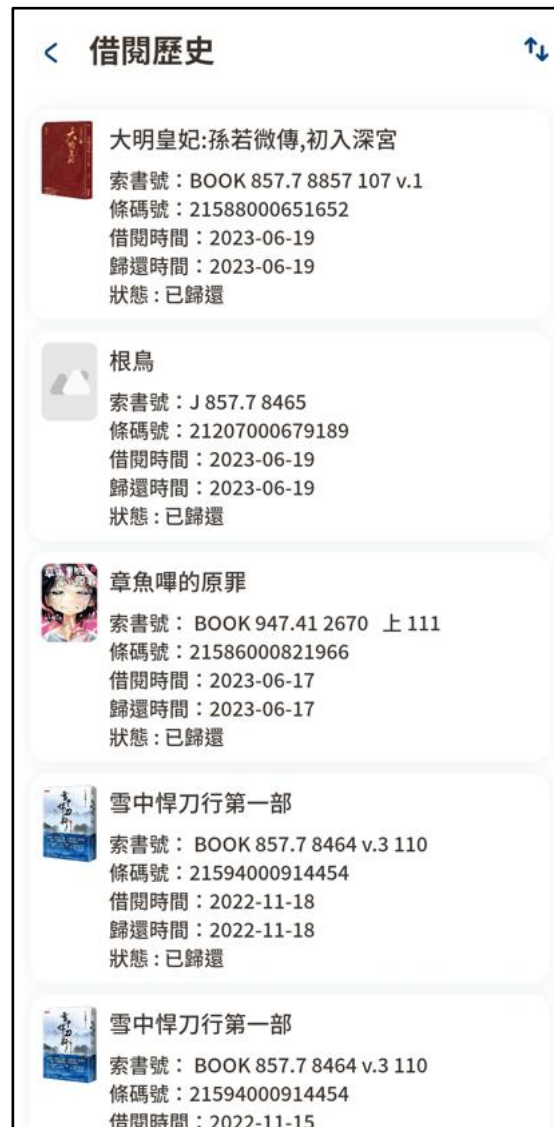 借閱歷史
大明皇妃:孫若微傳,初入深宮
索書號：BOOK 857.7 8857 107 v.1
條碼號：21588000651652
借閱時間：2023-06-19
歸還時間：2023-06-19
狀態 : 已歸還
根鳥
索書號：J 857.7 8465
條碼號：21207000679189
借閱時間：2023-06-19
歸還時間：2023-06-19
狀態 : 已歸還
章魚嗶的原罪
索書號： BOOK 947.41 2670 上 111
條碼號：21586000821966
借閱時間：2023-06-17
歸還時間：2023-06-17
狀態 : 已歸還
雪中悍刀行第一部
索書號： BOOK 857.7 8464 v.3 110
條碼號：21594000914454
借閱時間：2022-11-18
歸還時間：2022-11-18
狀態 : 已歸還
雪中悍刀行第一部
索書號： BOOK 857.7 8464 v.3 110
條碼號：21594000914454
借閱時間：2022-11-15